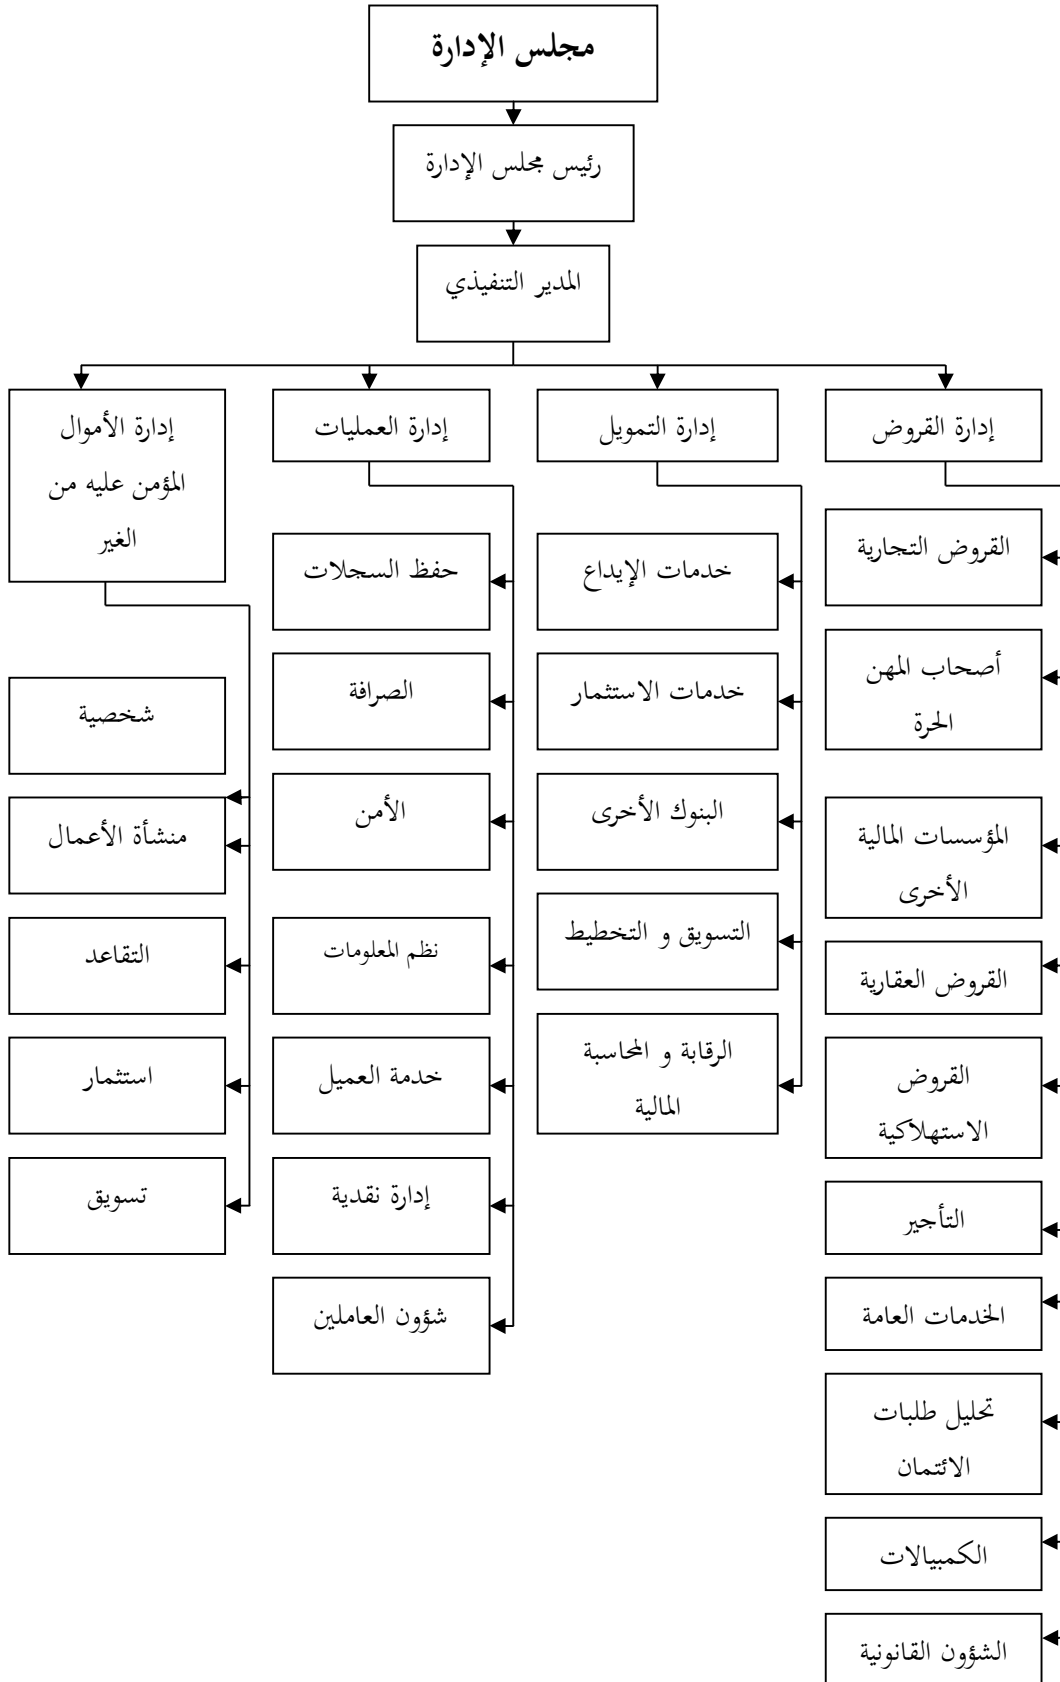 مجلس الإدارة
رئيس مجلس الإدارة
المدير التنفيذي
إدارة القروض
القروض التجارية
أصحاب المهن
الحرة
المؤسسات المالية
الأخرى
القروض العقارية
القروض
الاستهلاكية
التأجير
الخدمات العامة
تحليل طلبات
الائتمان
الكمبيالات
الشؤون القانونية
إدارة التمويل
خدمات الإيداع
خدمات الاستثمار
البنوك الأخرى
التسويق و التخطيط
الرقابة و المحاسبة
المالية
إدارة العمليات
حفظ السجلات
الصرافة
الأمن
نظم المعلومات
خدمة العميل
إدارة نقدية
شؤون العاملين
إدارة الأموال
المؤمن عليه من
الغير
شخصية
منشأة الأعمال
التقاعد
استثمار
تسويق